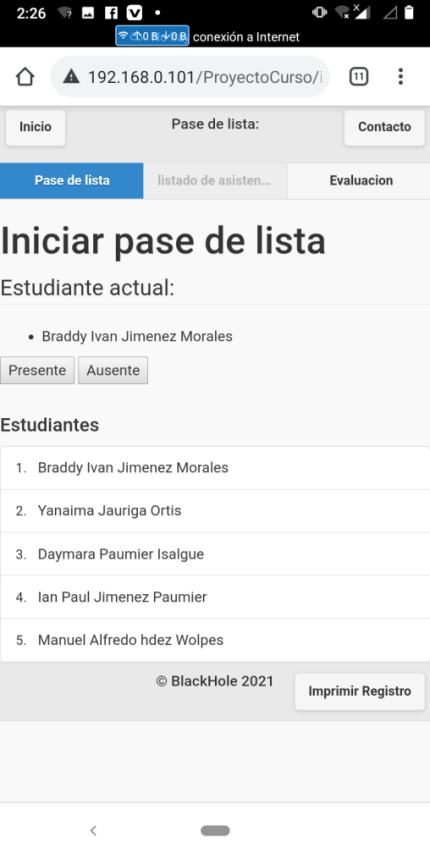 2:26
0 B 0 B conexión a Internet
192.168.0.101/ProyectoCurso/i
11
Inicio
Pase de lista:
Contacto
Pase de lista
listado de asisten...
Evaluacion
Iniciar pase de lista
Estudiante actual:
• Braddy Ivan Jimenez Morales
Presente
Ausente
Estudiantes
1. Braddy Ivan Jimenez Morales
2. Yanaima Jauriga Ortis
3. Daymara Paumier Isalgue
4. Ian Paul Jimenez Paumier
5. Manuel Alfredo hdez Wolpes
© BlackHole 2021
Imprimir Registro